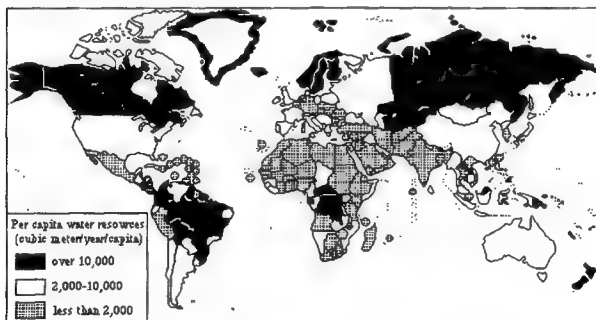 Per capita water resources
(cubic meter/year/capita)
over 10,000
2,000-10,000
less than 2,000